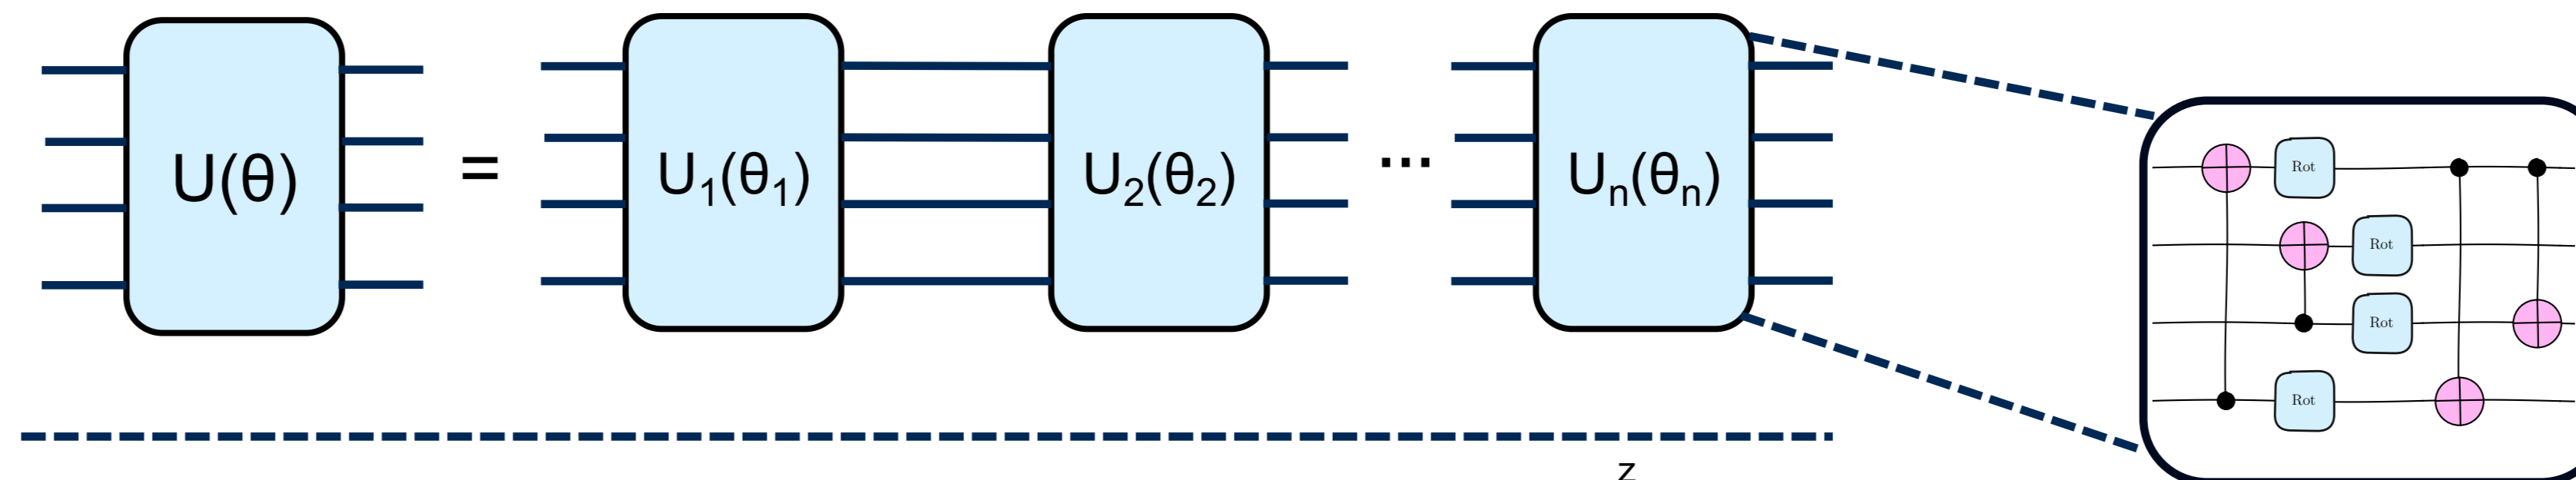 U(θ) = U₁(θ₁) U₂(θ₂) ... Uₙ(θₙ)
Rot
Rot
Rot
Rot
z